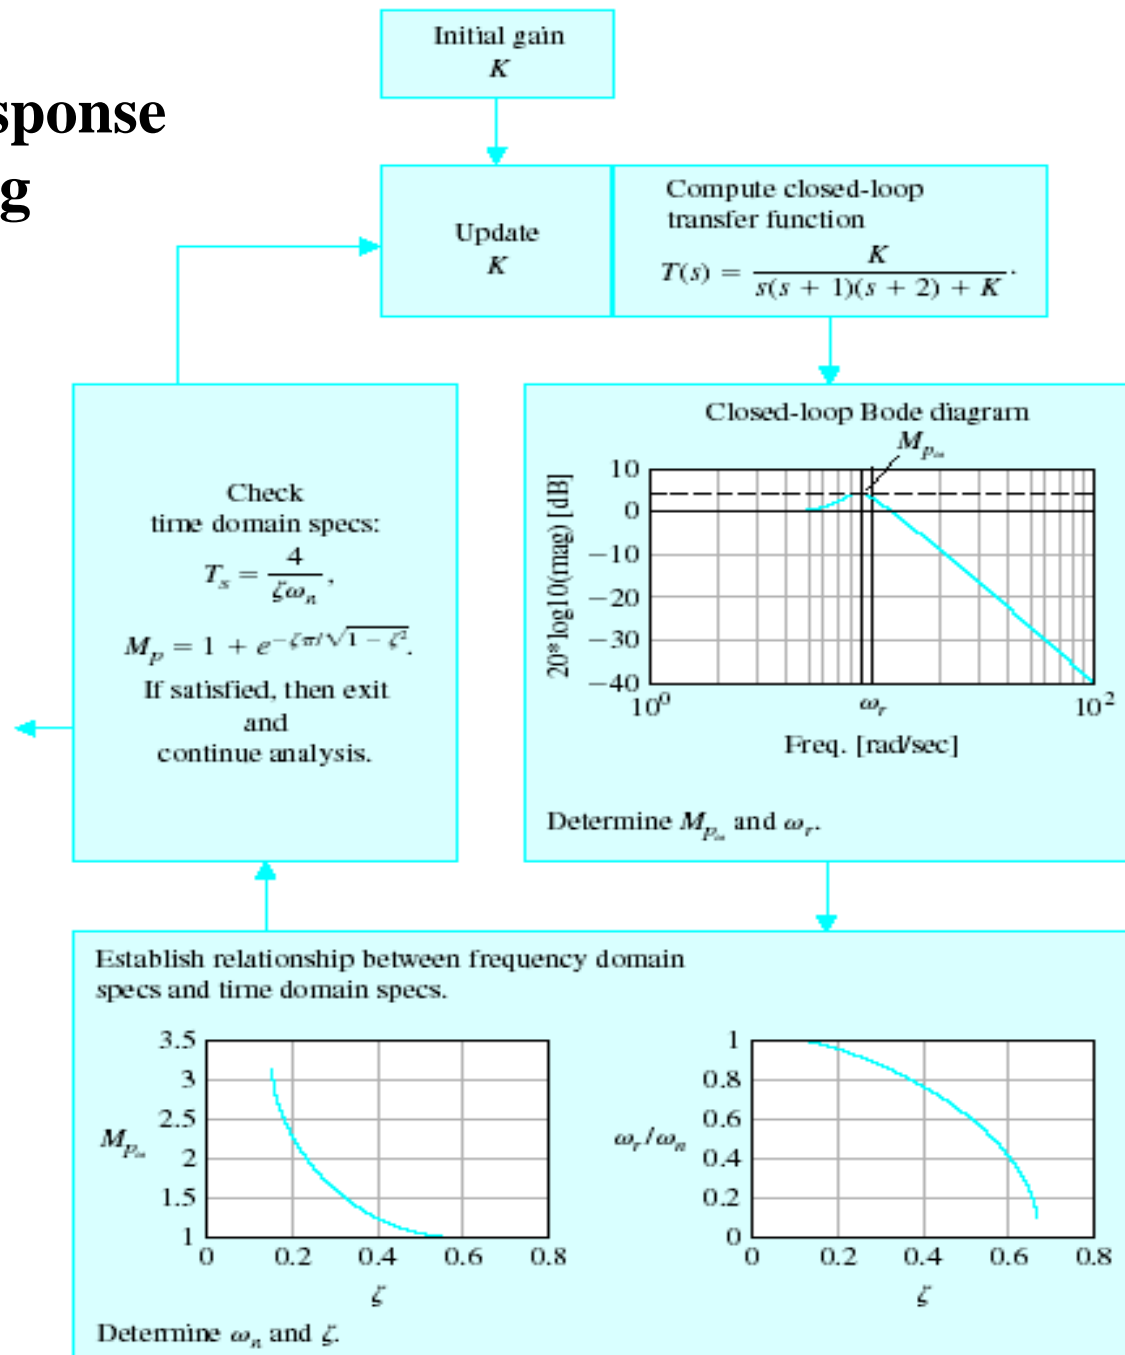 sponse
g
Initial gain
K
Update
K
Compute closed-loop
transfer function
T(s) = K / s(s + 1)(s + 2) + K .
Closed-loop Bode diagram
M_{pω}
20*log10(mag) [dB]
10
0
−10
−20
−30
−40
10^0
ω_r
10^2
Freq. [rad/sec]
Determine M_{pω} and ω_r.
Check
time domain specs:
T_s = 4 / ζω_n ,
M_p = 1 + e^{−ζπ/√(1 − ζ²)}.
If satisfied, then exit
and
continue analysis.
Establish relationship between frequency domain
specs and time domain specs.
M_{pω}
3.5
3
2.5
2
1.5
1
0 0.2 0.4 0.6 0.8
ζ
ω_r/ω_n
1
0.8
0.6
0.4
0.2
0
0 0.2 0.4 0.6 0.8
ζ
Determine ω_n and ζ.